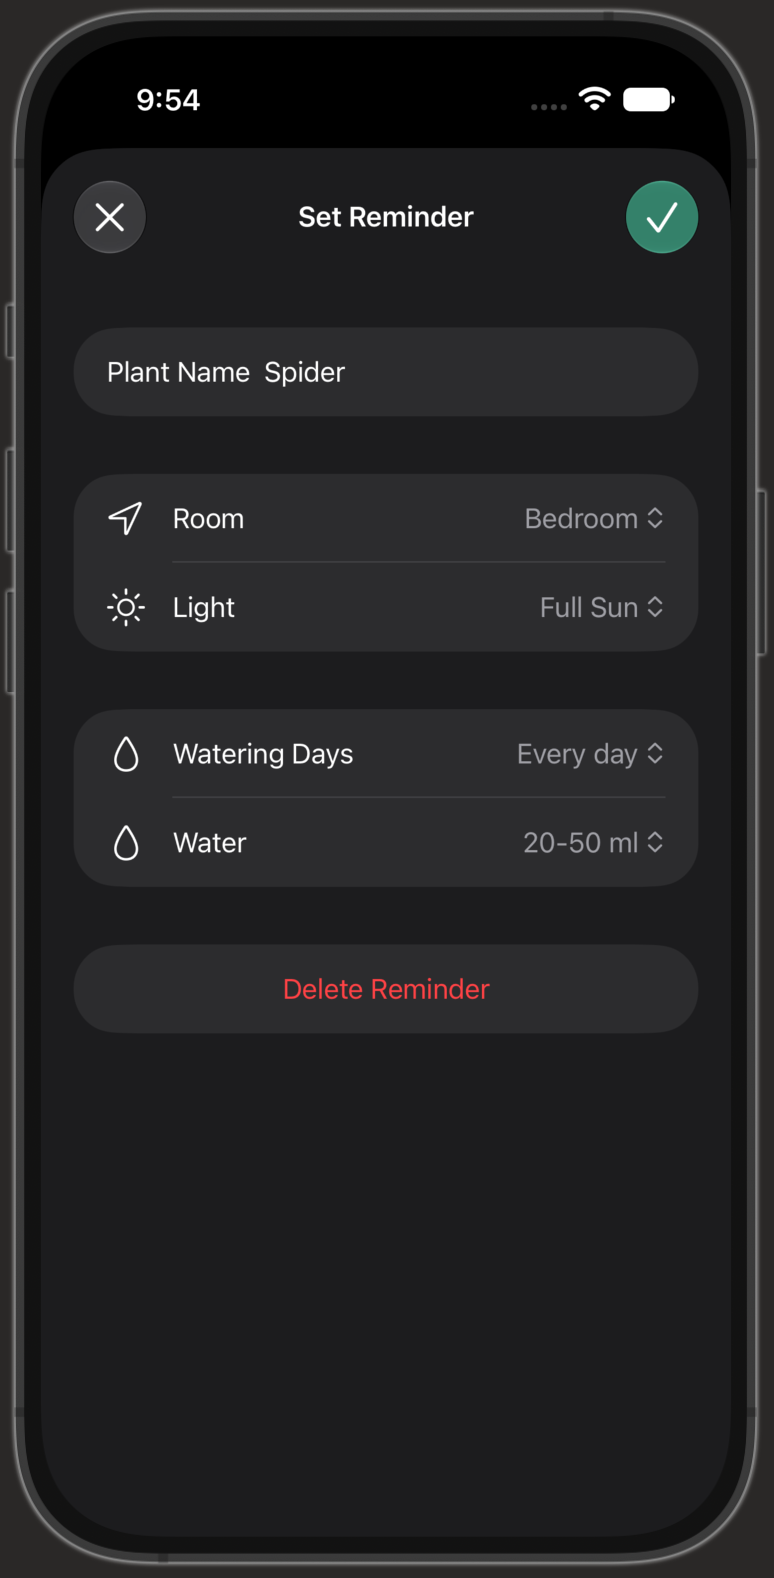 9:54
Set Reminder
Plant Name Spider
Room Bedroom
Light Full Sun
Watering Days Every day
Water 20-50 ml
Delete Reminder